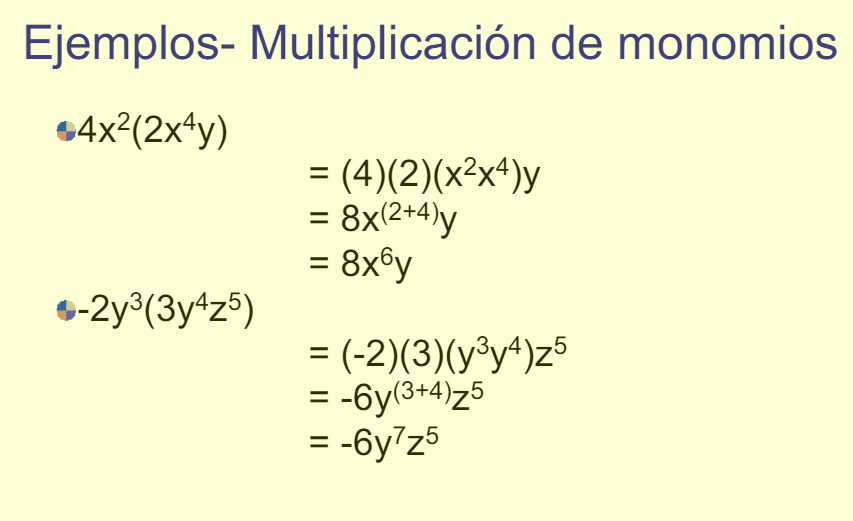 Ejemplos- Multiplicación de monomios
4x²(2x⁴y)
= (4)(2)(x²x⁴)y
= 8x⁽²⁺⁴⁾y
= 8x⁶y
-2y³(3y⁴z⁵)
= (-2)(3)(y³y⁴)z⁵
= -6y⁽³⁺⁴⁾z⁵
= -6y⁷z⁵